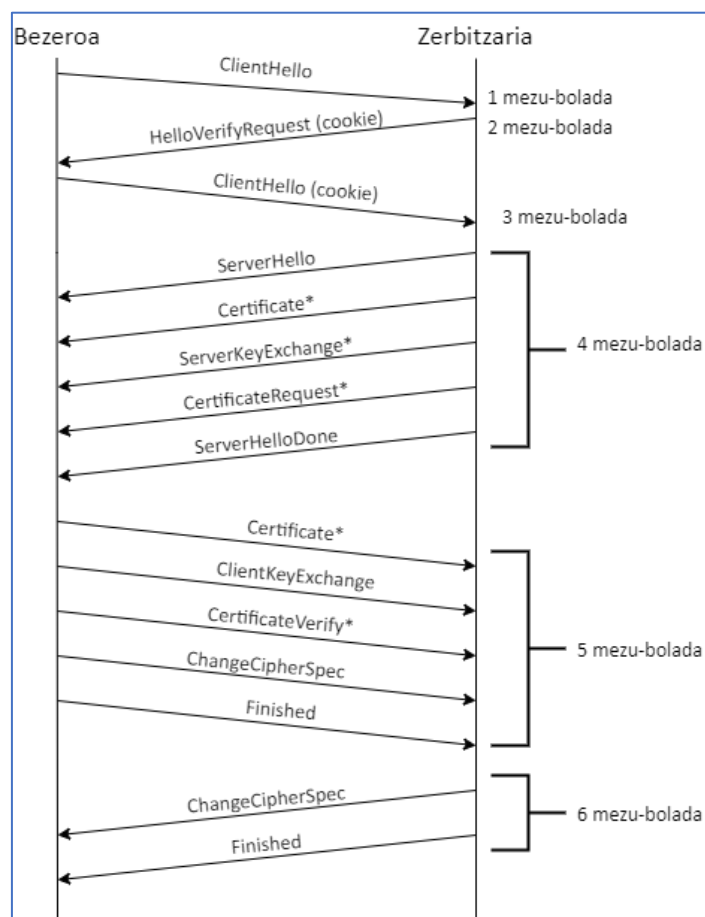 Bezeroa
Zerbitzaria
ClientHello
1 mezu-bolada
HelloVerifyRequest (cookie)
2 mezu-bolada
ClientHello (cookie)
3 mezu-bolada
ServerHello
Certificate*
ServerKeyExchange*
4 mezu-bolada
CertificateRequest*
ServerHelloDone
Certificate*
ClientKeyExchange
CertificateVerify*
5 mezu-bolada
ChangeCipherSpec
Finished
ChangeCipherSpec
6 mezu-bolada
Finished